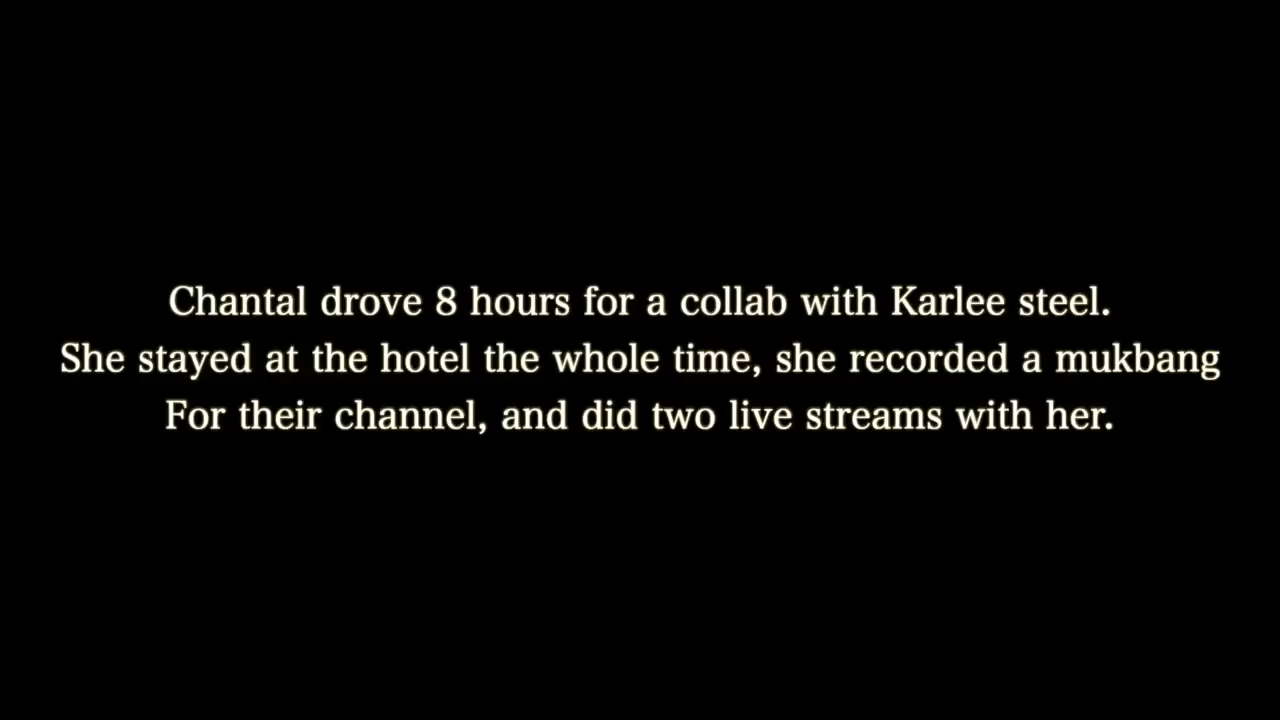 Chantal drove 8 hours for a collab with Karlee steel.
She stayed at the hotel the whole time, she recorded a mukbang
For their channel, and did two live streams with her.